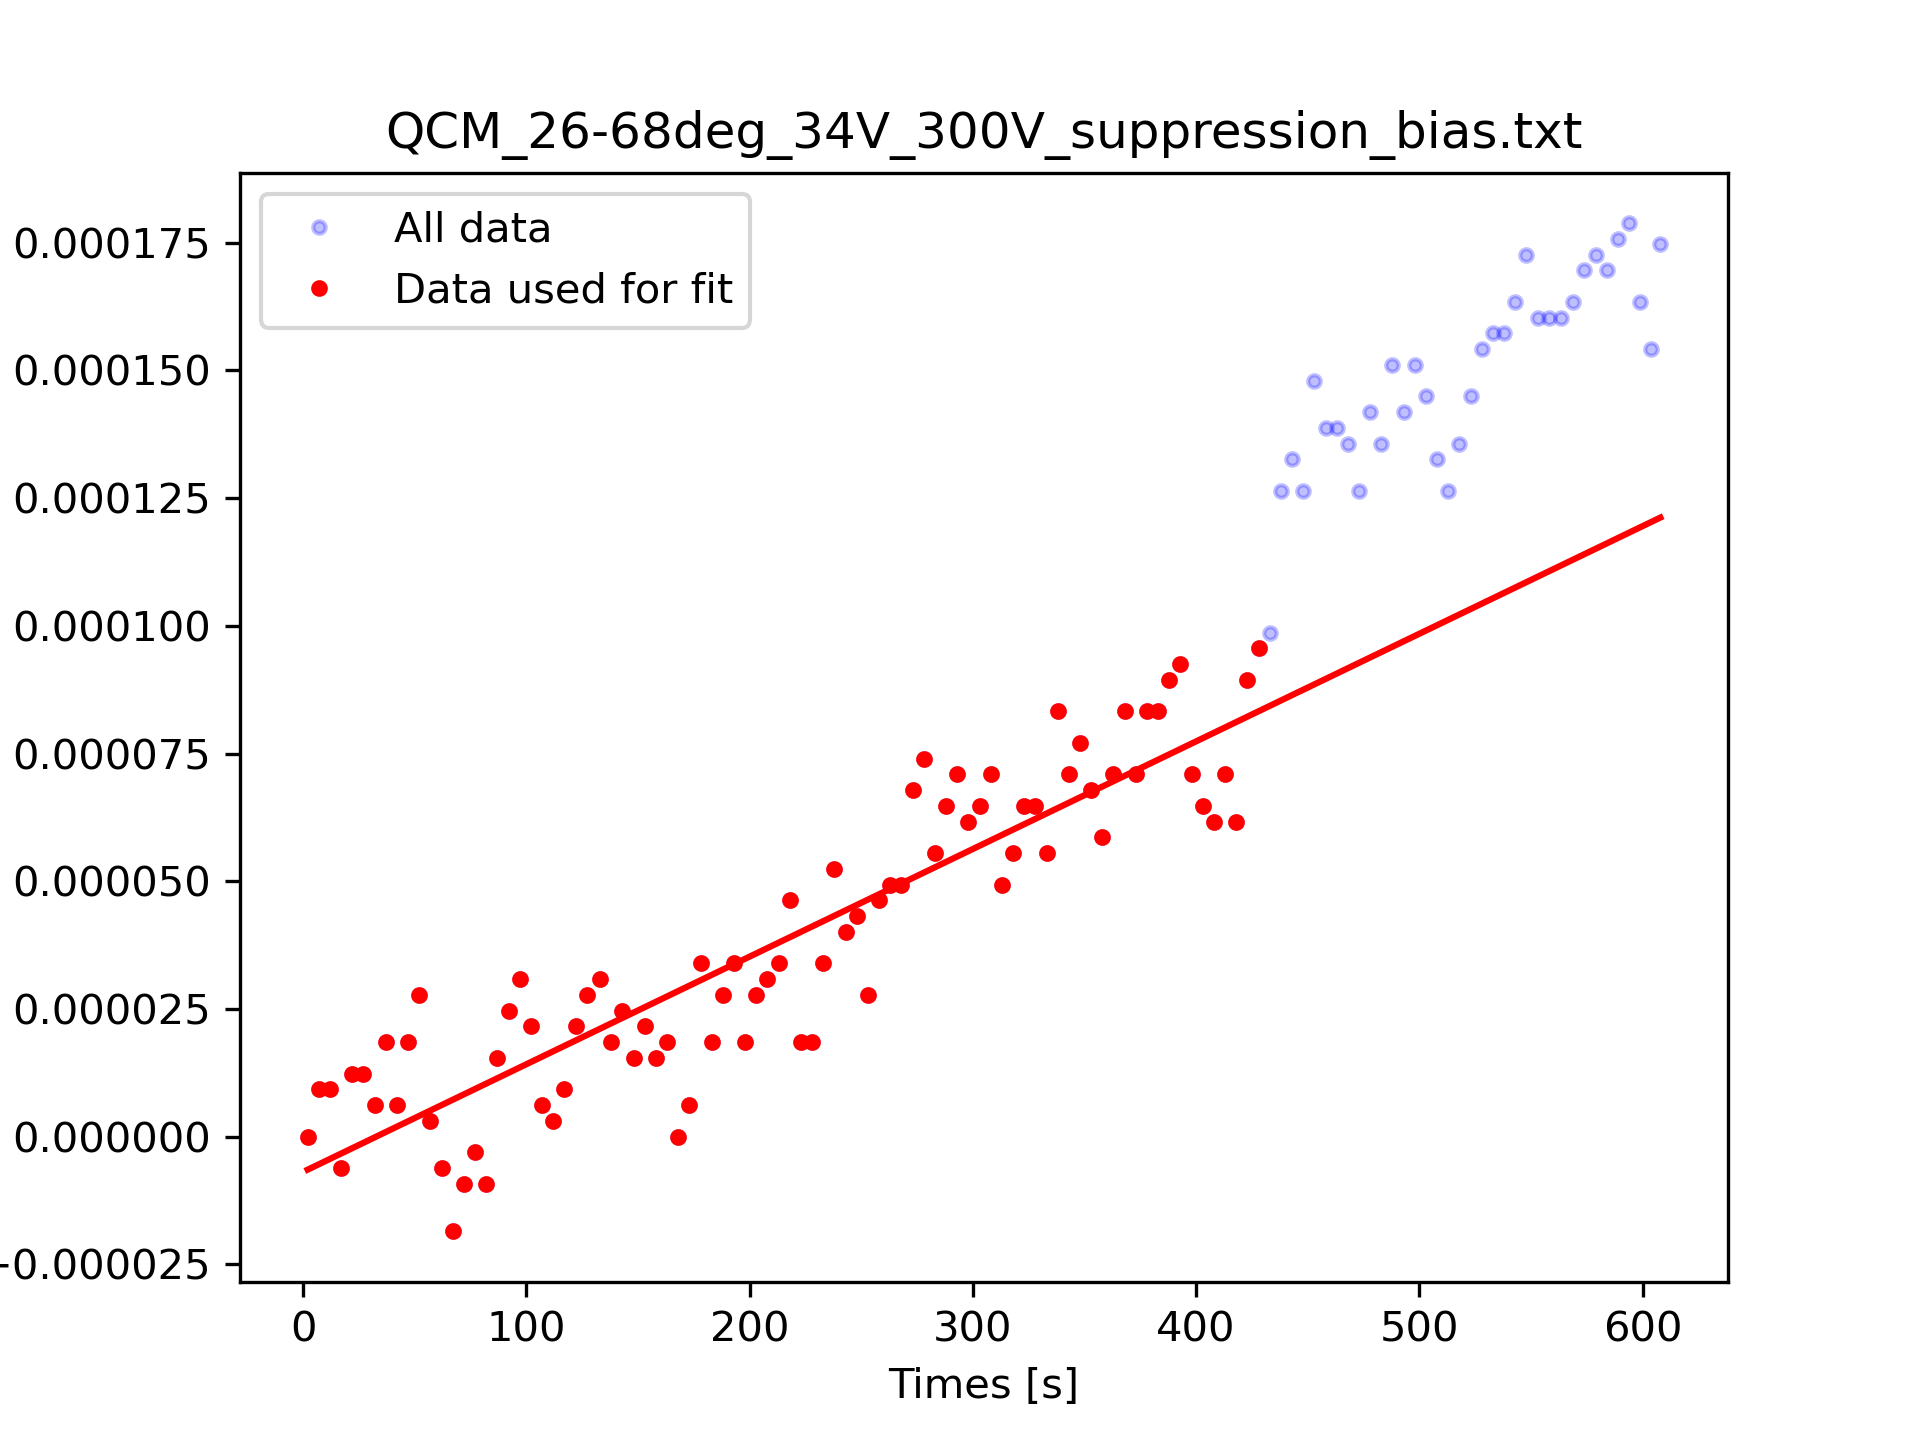 QCM_26-68deg_34V_300V_suppression_bias.txt
All data
Data used for fit
0.000175
0.000150
0.000125
0.000100
0.000075
0.000050
0.000025
0.000000
-0.000025
0 100 200 300 400 500 600
Times [s]